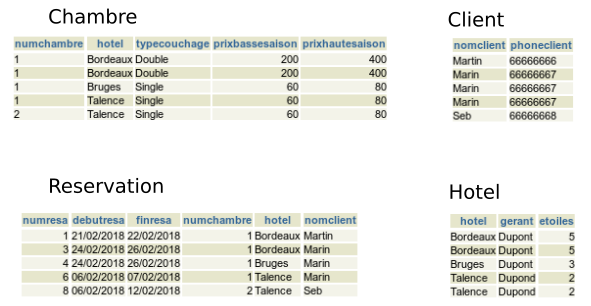 Chambre
numchambre hotel typecouchage prixbassesaison prixhautesaison
1 Bordeaux Double 200 400
1 Bordeaux Double 200 400
1 Bruges Single 60 80
1 Talence Single 60 80
2 Talence Single 60 80
Client
nomclient phoneclient
Martin 66666666
Marin 66666667
Marin 66666667
Marin 66666667
Seb 66666668
Reservation
numresa debutresa finresa numchambre hotel nomclient
1 21/02/2018 22/02/2018 1 Bordeaux Martin
3 24/02/2018 26/02/2018 1 Bordeaux Marin
4 24/02/2018 26/02/2018 1 Bruges Marin
6 06/02/2018 07/02/2018 1 Talence Marin
8 06/02/2018 12/02/2018 2 Talence Seb
Hotel
hotel gerant etoiles
Bordeaux Dupont 5
Bordeaux Dupont 5
Bruges Dupont 3
Talence Dupond 2
Talence Dupond 2